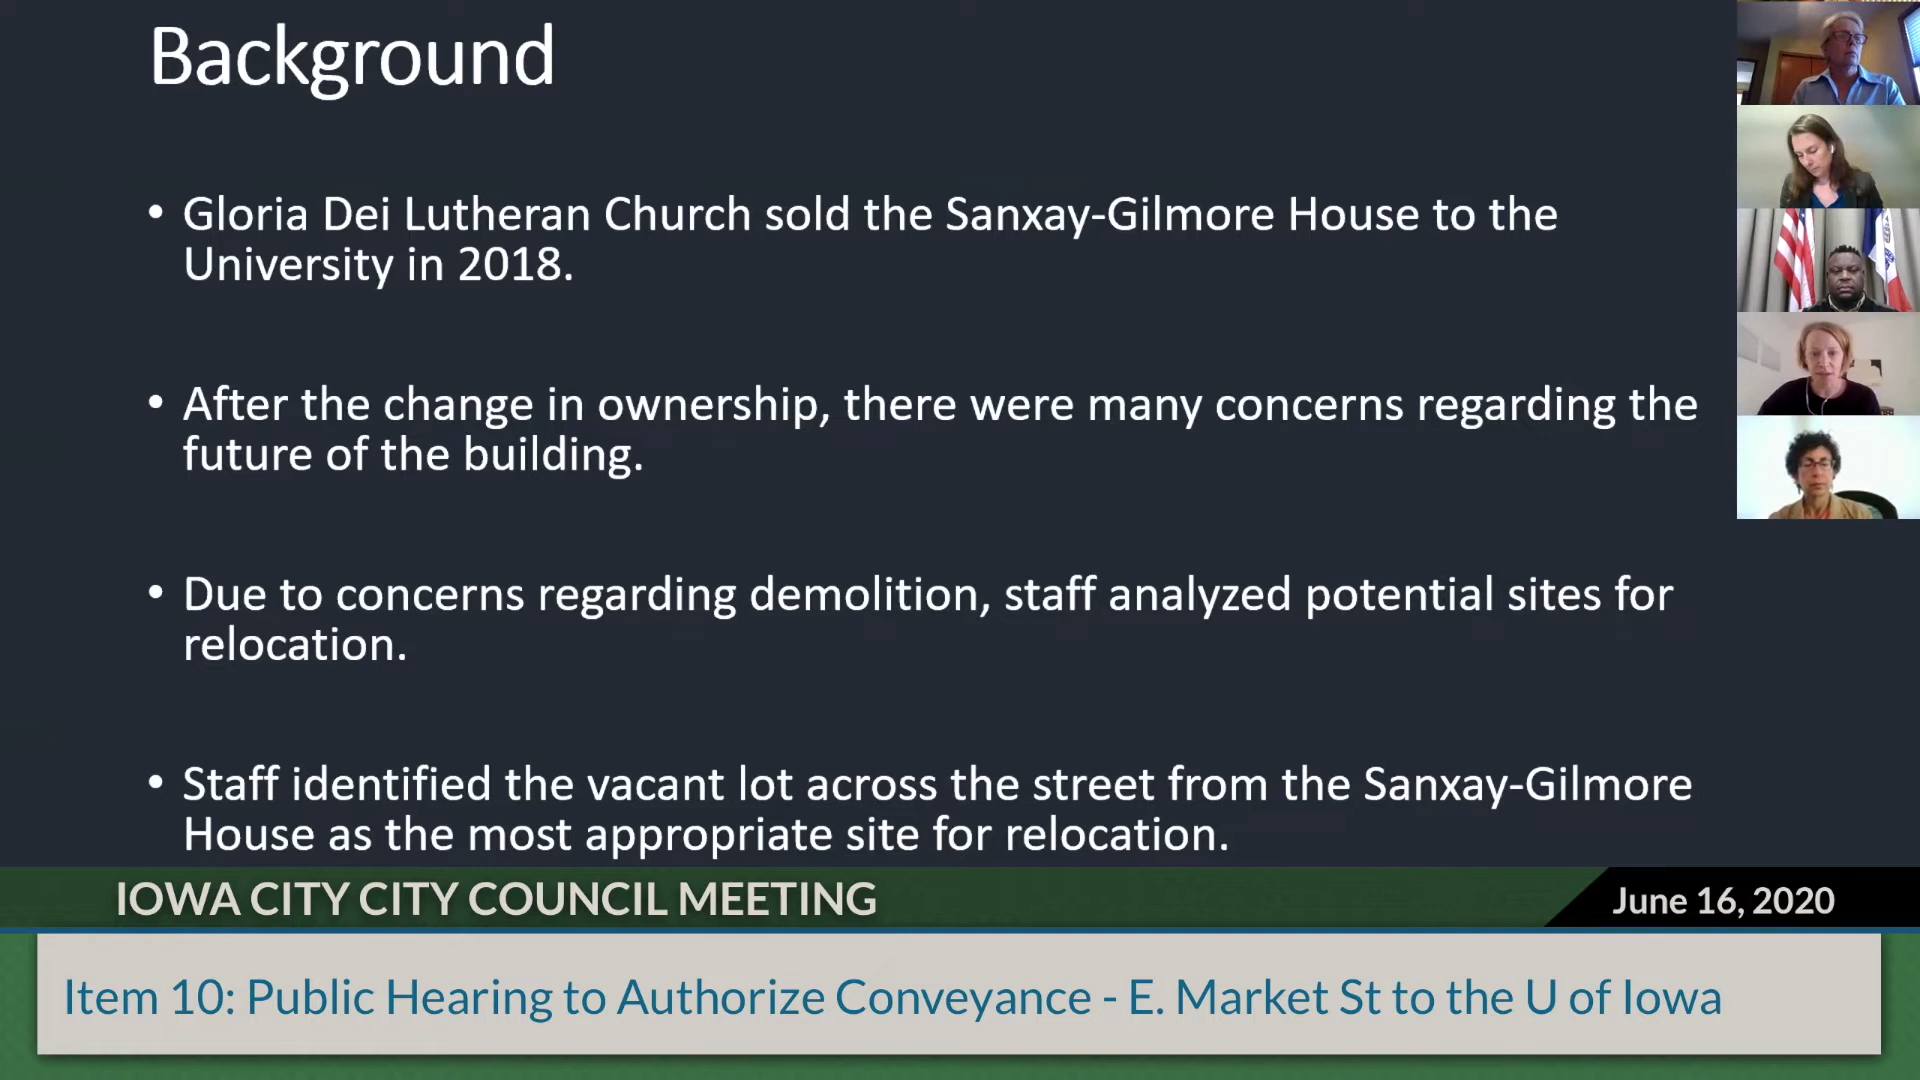 Background
• Gloria Dei Lutheran Church sold the Sanxay-Gilmore House to the
University in 2018.
• After the change in ownership, there were many concerns regarding the
future of the building.
• Due to concerns regarding demolition, staff analyzed potential sites for
relocation.
• Staff identified the vacant lot across the street from the Sanxay-Gilmore
House as the most appropriate site for relocation.
IOWA CITY CITY COUNCIL MEETING
June 16, 2020
Item 10: Public Hearing to Authorize Conveyance - E. Market St to the U of Iowa